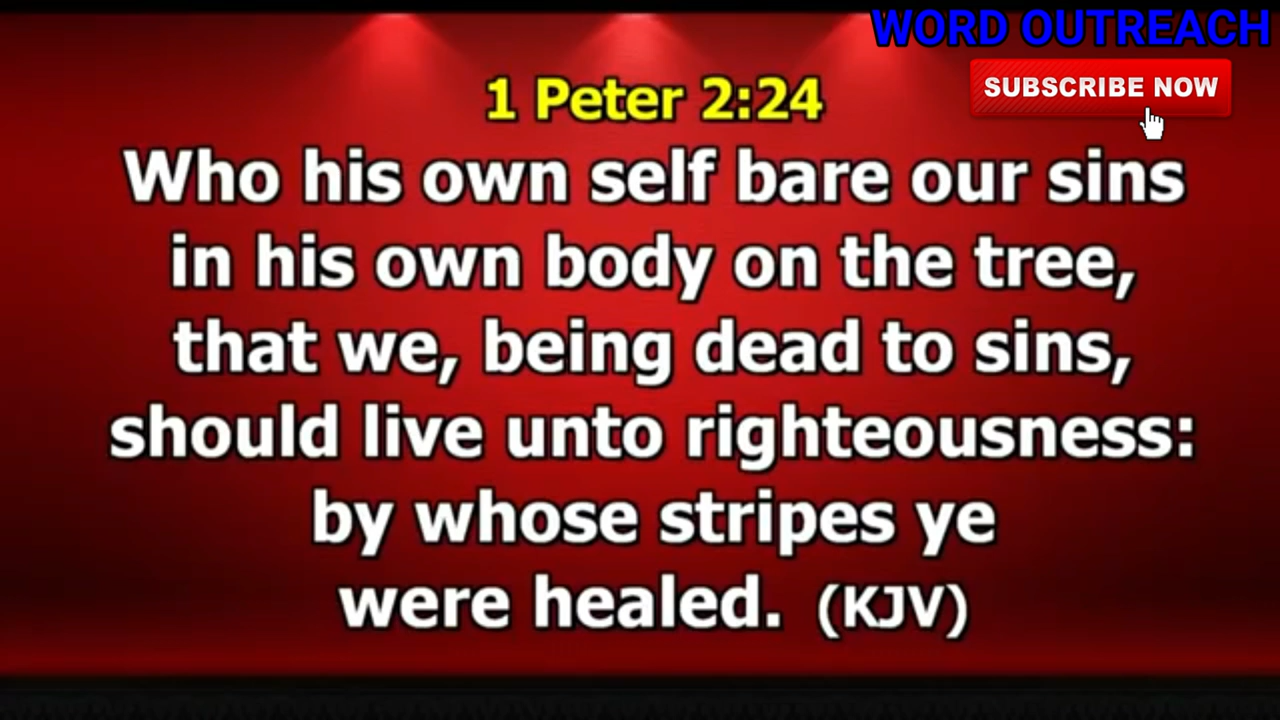 WORD OUTREACH
SUBSCRIBE NOW
1 Peter 2:24
Who his own self bare our sins
in his own body on the tree,
that we, being dead to sins,
should live unto righteousness:
by whose stripes ye
were healed. (KJV)